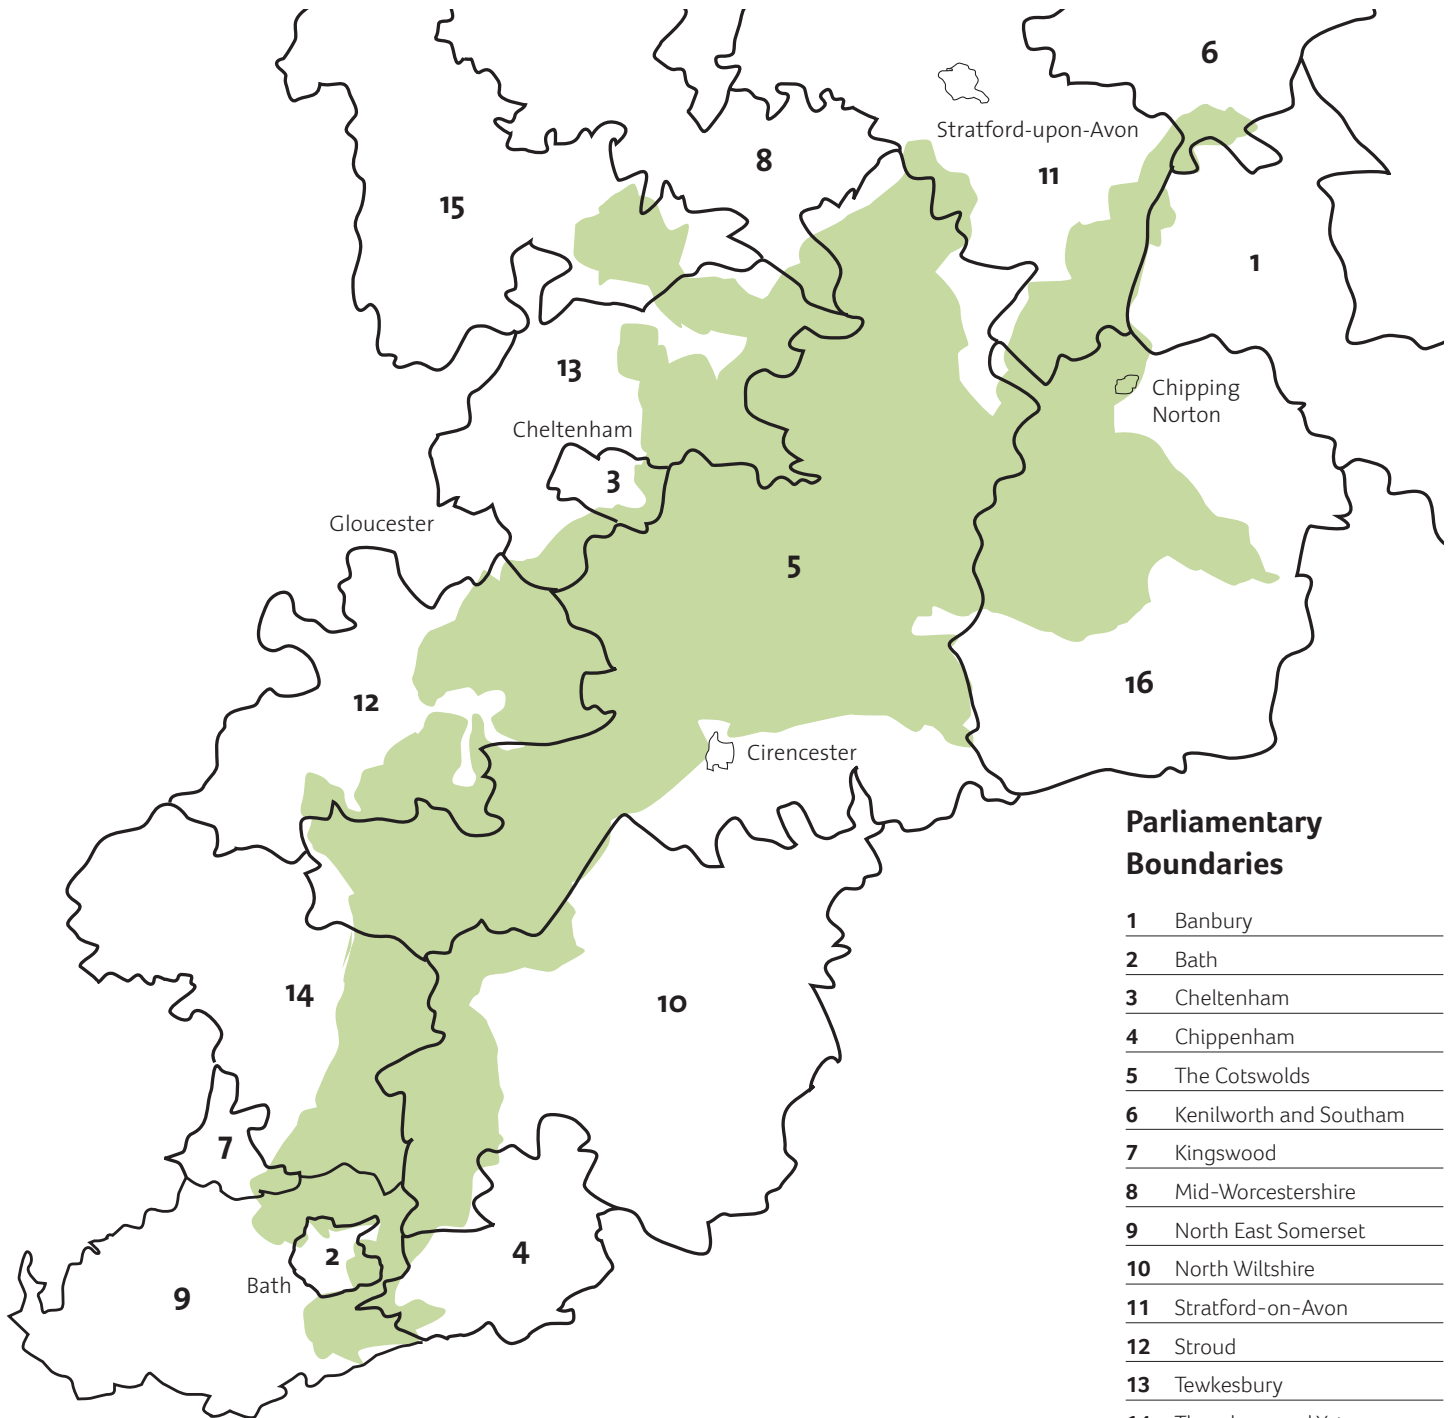 6
Stratford-upon-Avon
8
11
15
1
13
Chipping
Norton
Cheltenham
3
Gloucester
5
16
12
Cirencester
14
10
7
2
4
Bath
9
Parliamentary
Boundaries
1 Banbury
2 Bath
3 Cheltenham
4 Chippenham
5 The Cotswolds
6 Kenilworth and Southam
7 Kingswood
8 Mid-Worcestershire
9 North East Somerset
10 North Wiltshire
11 Stratford-on-Avon
12 Stroud
13 Tewkesbury